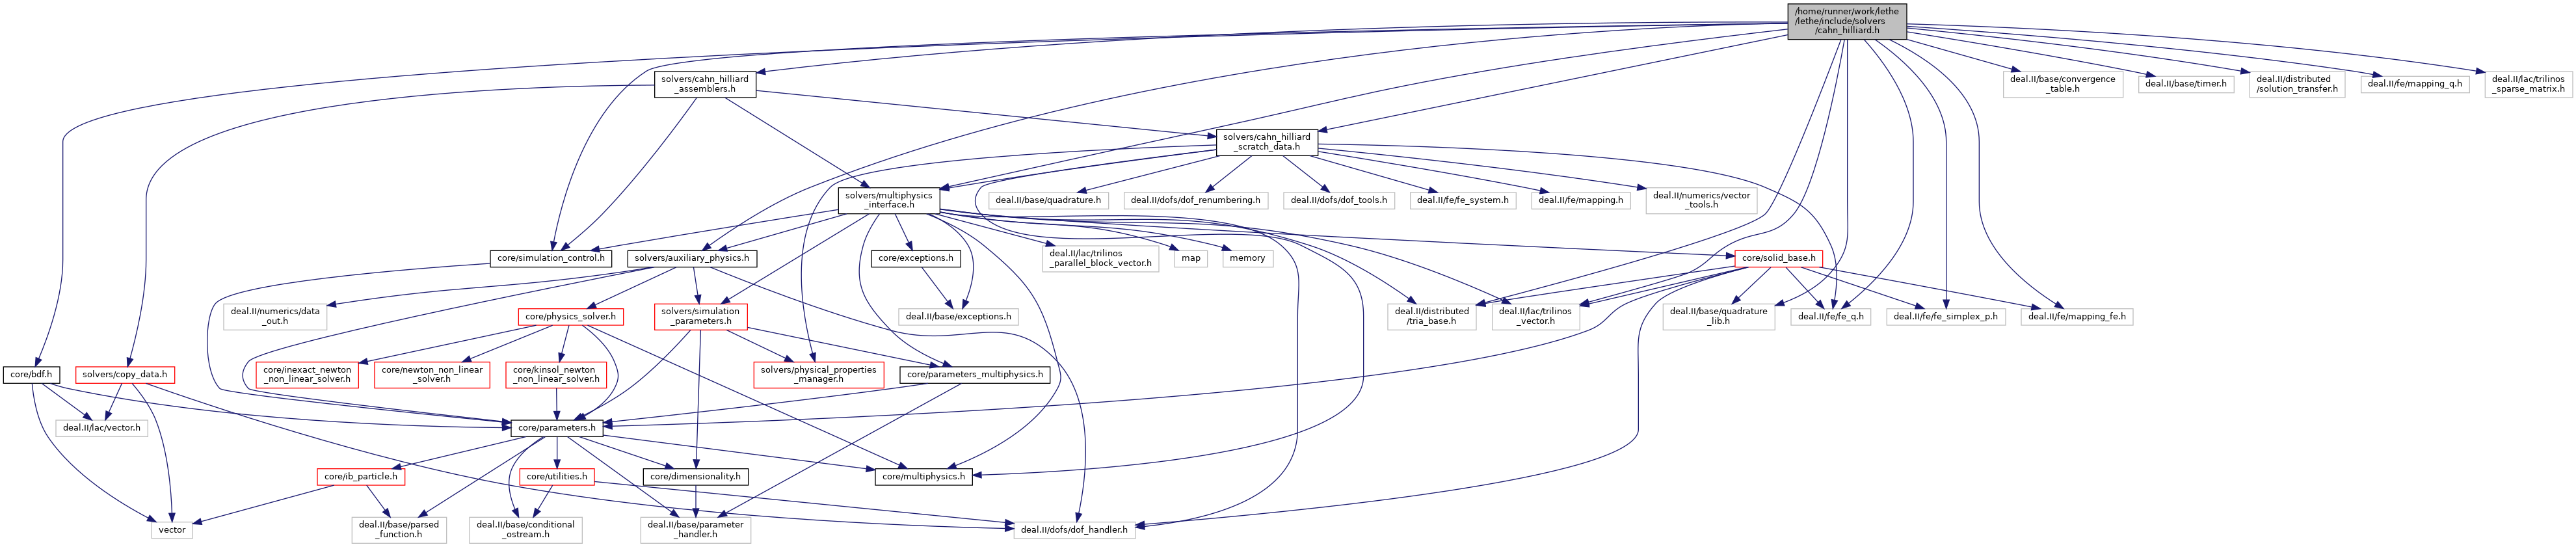 /home/runner/work/lethe
/lethe/include/solvers
/cahn_hilliard.h
solvers/cahn_hilliard
_assemblers.h
deal.II/base/convergence
_table.h
deal.II/base/timer.h
deal.II/distributed
/solution_transfer.h
deal.II/fe/mapping_q.h
deal.II/lac/trilinos
_sparse_matrix.h
solvers/cahn_hilliard
_scratch_data.h
solvers/multiphysics
_interface.h
deal.II/base/quadrature.h
deal.II/dofs/dof_renumbering.h
deal.II/dofs/dof_tools.h
deal.II/fe/fe_system.h
deal.II/fe/mapping.h
deal.II/numerics/vector
_tools.h
core/simulation_control.h
solvers/auxiliary_physics.h
core/exceptions.h
deal.II/lac/trilinos
_parallel_block_vector.h
map
memory
core/solid_base.h
deal.II/numerics/data
_out.h
core/physics_solver.h
solvers/simulation
_parameters.h
deal.II/base/exceptions.h
deal.II/distributed
/tria_base.h
deal.II/lac/trilinos
_vector.h
deal.II/base/quadrature
_lib.h
deal.II/fe/fe_q.h
deal.II/fe/fe_simplex_p.h
deal.II/fe/mapping_fe.h
core/bdf.h
solvers/copy_data.h
core/inexact_newton
_non_linear_solver.h
core/newton_non_linear
_solver.h
core/kinsol_newton
_non_linear_solver.h
solvers/physical_properties
_manager.h
core/parameters_multiphysics.h
deal.II/lac/vector.h
core/parameters.h
core/ib_particle.h
core/utilities.h
core/dimensionality.h
core/multiphysics.h
vector
deal.II/base/parsed
_function.h
deal.II/base/conditional
_ostream.h
deal.II/base/parameter
_handler.h
deal.II/dofs/dof_handler.h